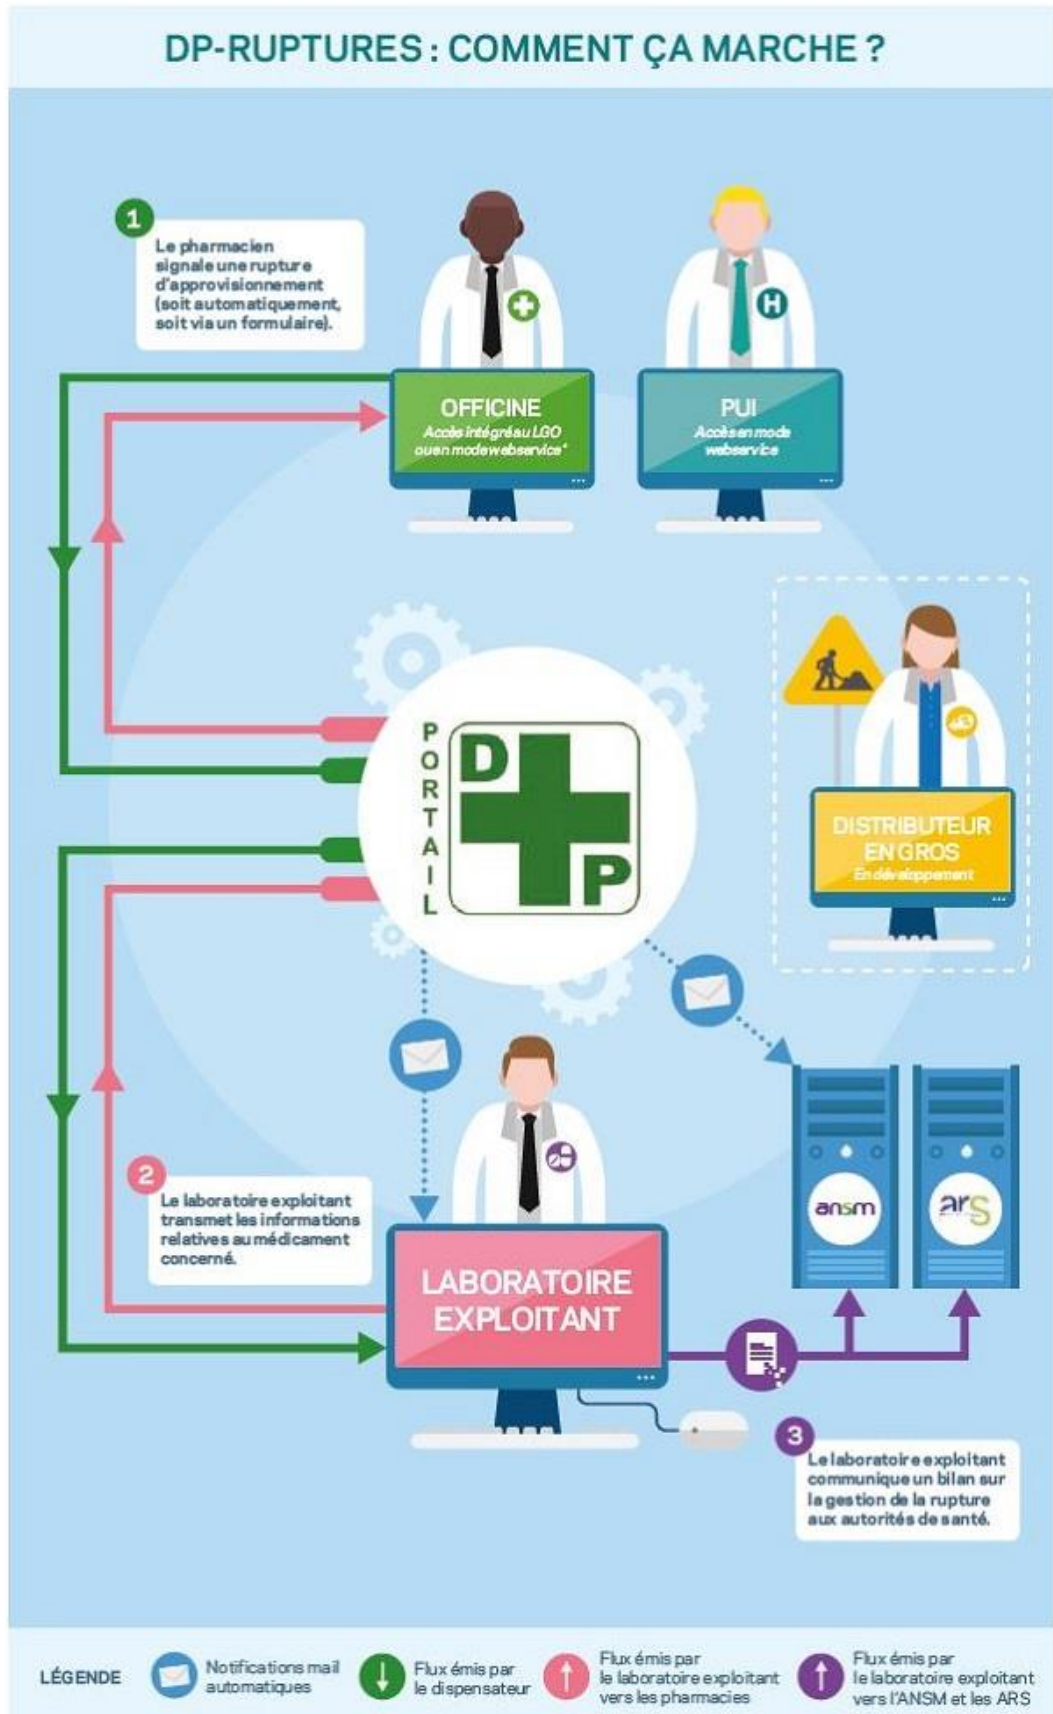 DP-RUPTURES : COMMENT ÇA MARCHE ?
1
Le pharmacien
signale une rupture
d'approvisionnement
(soit automatiquement,
soit via un formulaire).
H
OFFICINE
Accès intégré au LGO
ou en mode webservice*
PUI
Accès en mode
webservice
PORTAIL
D
P
DISTRIBUTEUR
EN GROS
En développement
2
Le laboratoire exploitant
transmet les informations
relatives au médicament
concerné.
ansm
ars
LABORATOIRE
EXPLOITANT
3
Le laboratoire exploitant
communique un bilan sur
la gestion de la rupture
aux autorités de santé.
LÉGENDE
Notifications mail
automatiques
Flux émis par
le dispensateur
Flux émis par
le laboratoire exploitant
vers les pharmacies
Flux émis par
le laboratoire exploitant
vers l'ANSM et les ARS